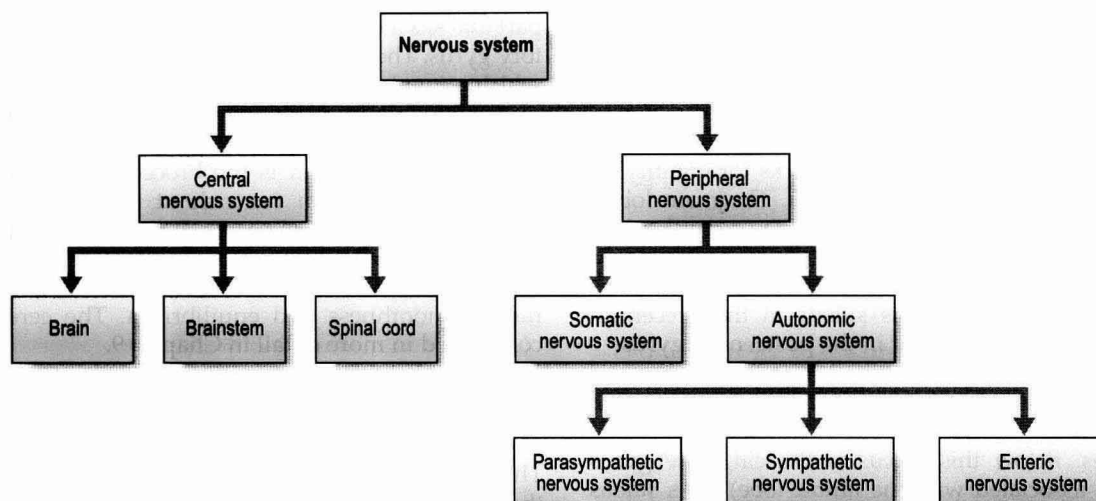 Nervous system
Central
nervous system
Peripheral
nervous system
Brain
Brainstem
Spinal cord
Somatic
nervous system
Autonomic
nervous system
Parasympathetic
nervous system
Sympathetic
nervous system
Enteric
nervous system